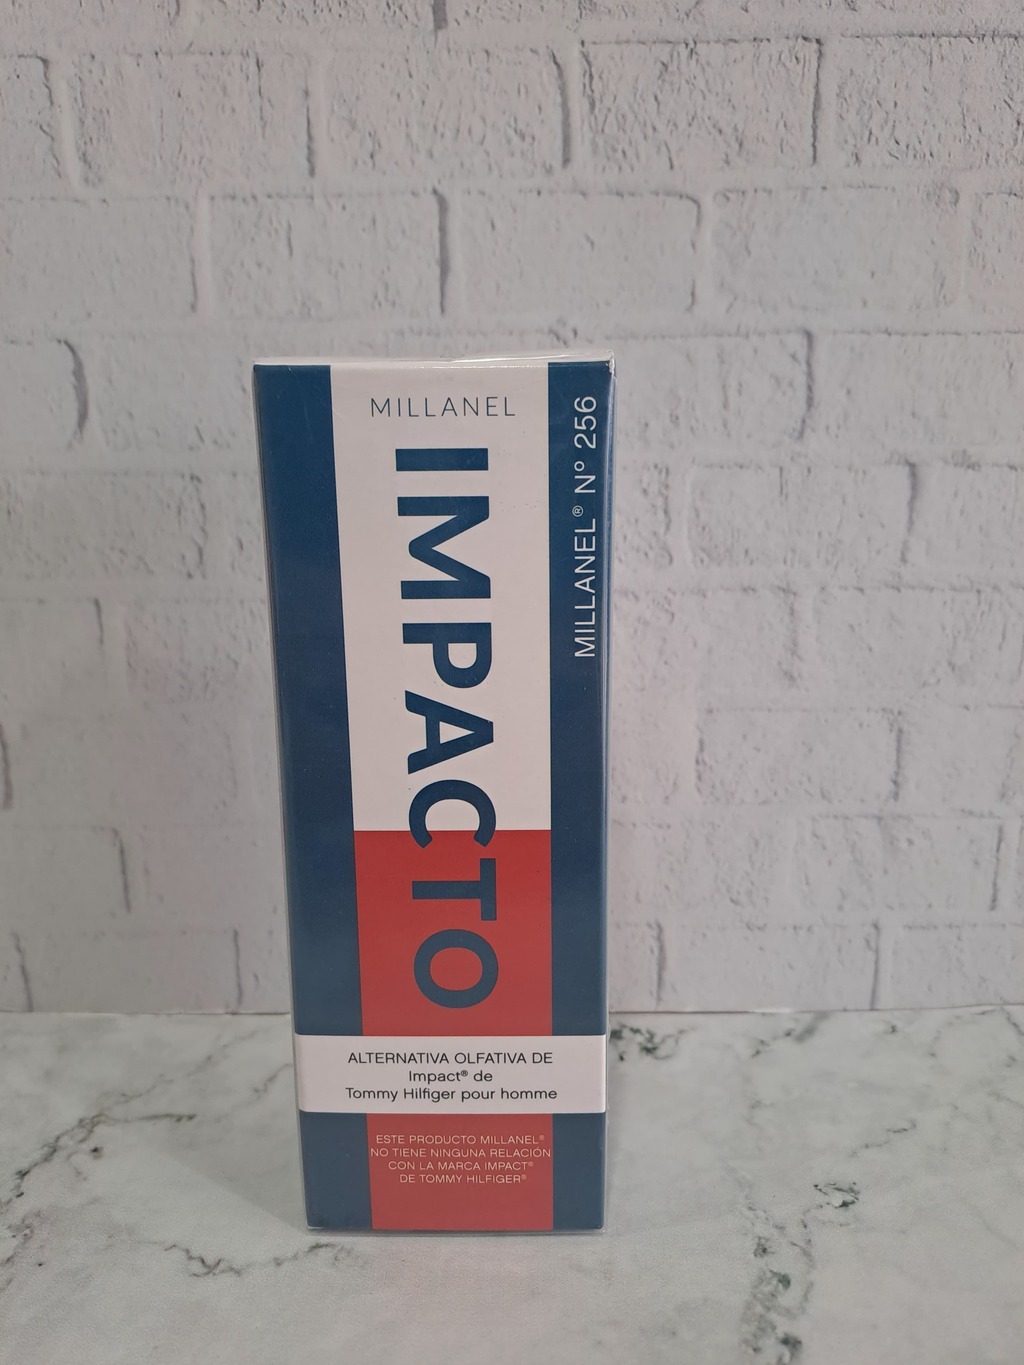 MILLANEL
IMPACTO
MILLANEL® Nº 256
ALTERNATIVA OLFATIVA DE
Impact® de
Tommy Hilfiger pour homme
ESTE PRODUCTO MILLANEL®
NO TIENE NINGUNA RELACIÓN
CON LA MARCA IMPACT®
DE TOMMY HILFIGER®